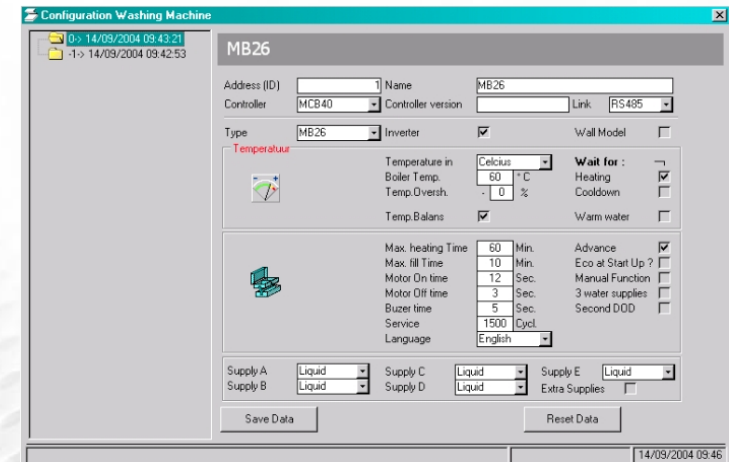 Configuration Washing Machine
0-> 14/09/2004 09:43:21
-1-> 14/09/2004 09:42:53
MB26
Address (ID) 1 Name MB26
Controller MCB40 Controller version Link RS485
Type MB26 Inverter Wall Model
Temperatuur
Temperature in Celcius Wait for :
Boiler Temp. 60 ° C Heating
Temp.Oversh. - 0 % Cooldown
Temp.Balans Warm water
Max. heating Time 60 Min. Advance
Max. fill Time 10 Min. Eco at Start Up ?
Motor On time 12 Sec. Manual Function
Motor Off time 3 Sec. 3 water supplies
Buzer time 5 Sec. Second DOD
Service 1500 Cycl.
Language English
Supply A Liquid Supply C Liquid Supply E Liquid
Supply B Liquid Supply D Liquid Extra Supplies
Save Data Reset Data
14/09/2004 09:46